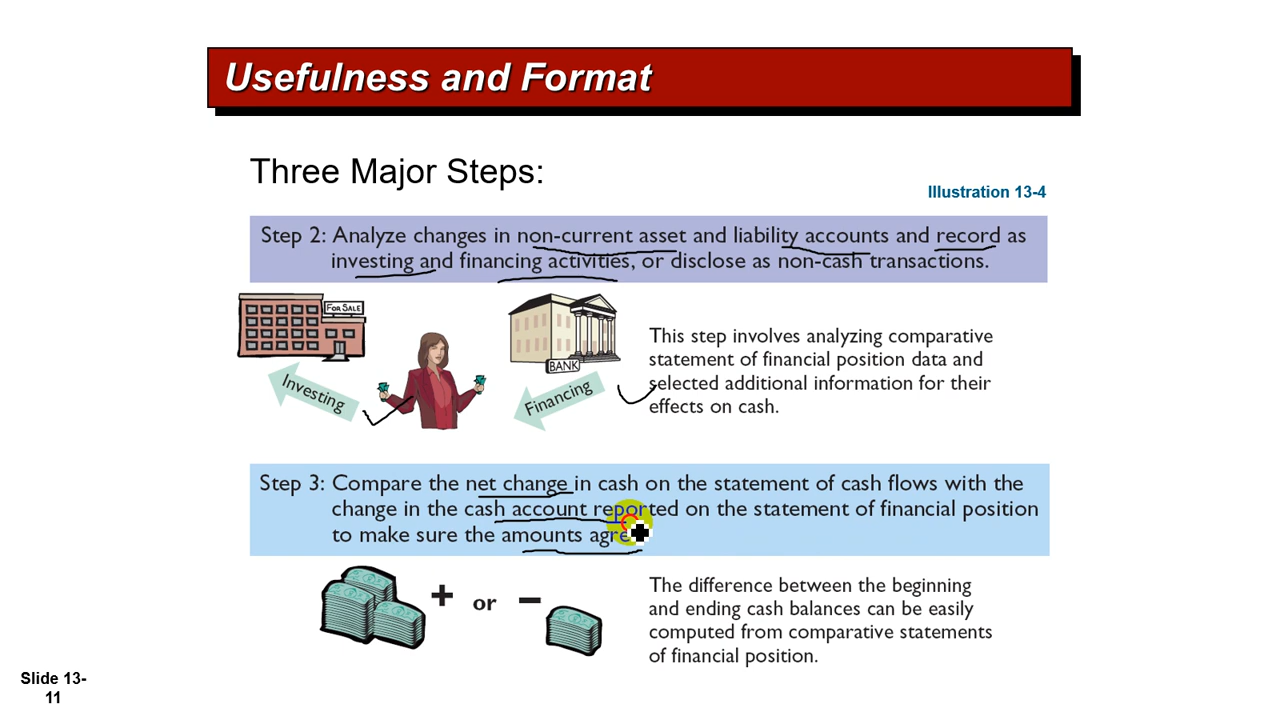 Usefulness and Format
Three Major Steps:
Illustration 13-4
Step 2: Analyze changes in non-current asset and liability accounts and record as
investing and financing activities, or disclose as non-cash transactions.
FOR SALE
BANK
Investing
Financing
This step involves analyzing comparative
statement of financial position data and
selected additional information for their
effects on cash.
Step 3: Compare the net change in cash on the statement of cash flows with the
change in the cash account reported on the statement of financial position
to make sure the amounts agre
+ or –
The difference between the beginning
and ending cash balances can be easily
computed from comparative statements
of financial position.
Slide 13-
11